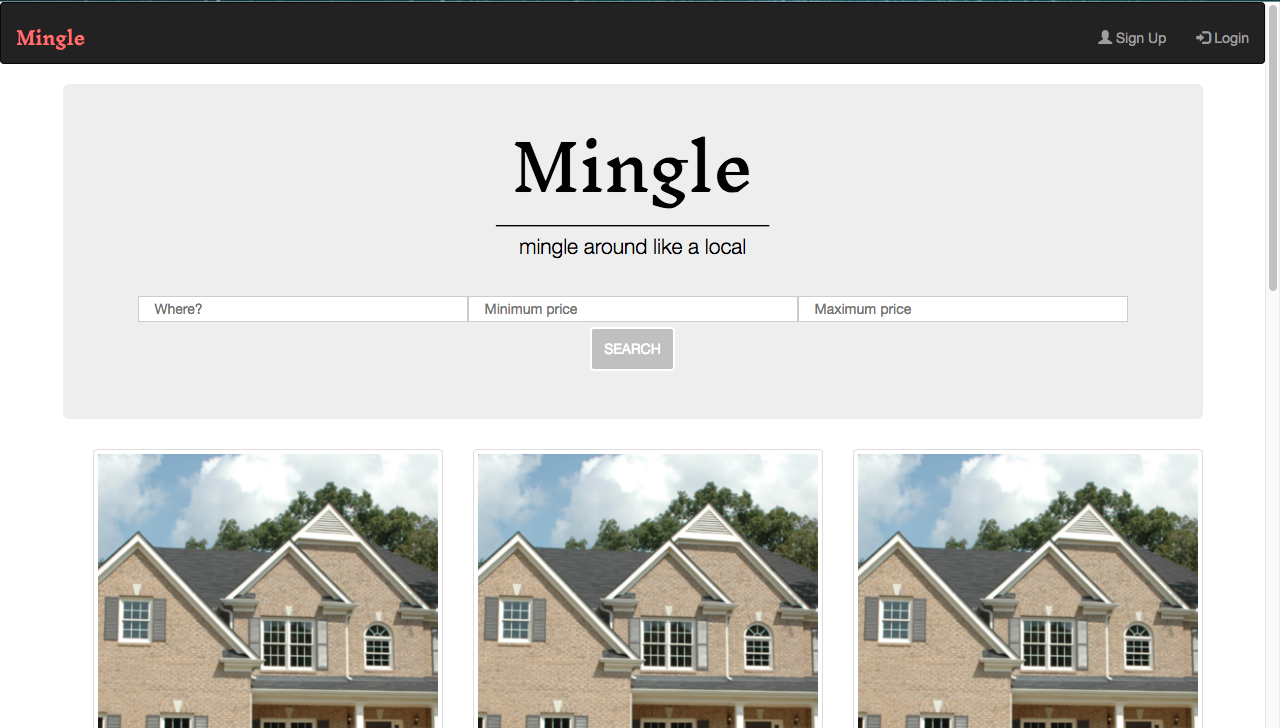 Mingle
Sign Up
Login
Mingle
mingle around like a local
Where?
Minimum price
Maximum price
SEARCH